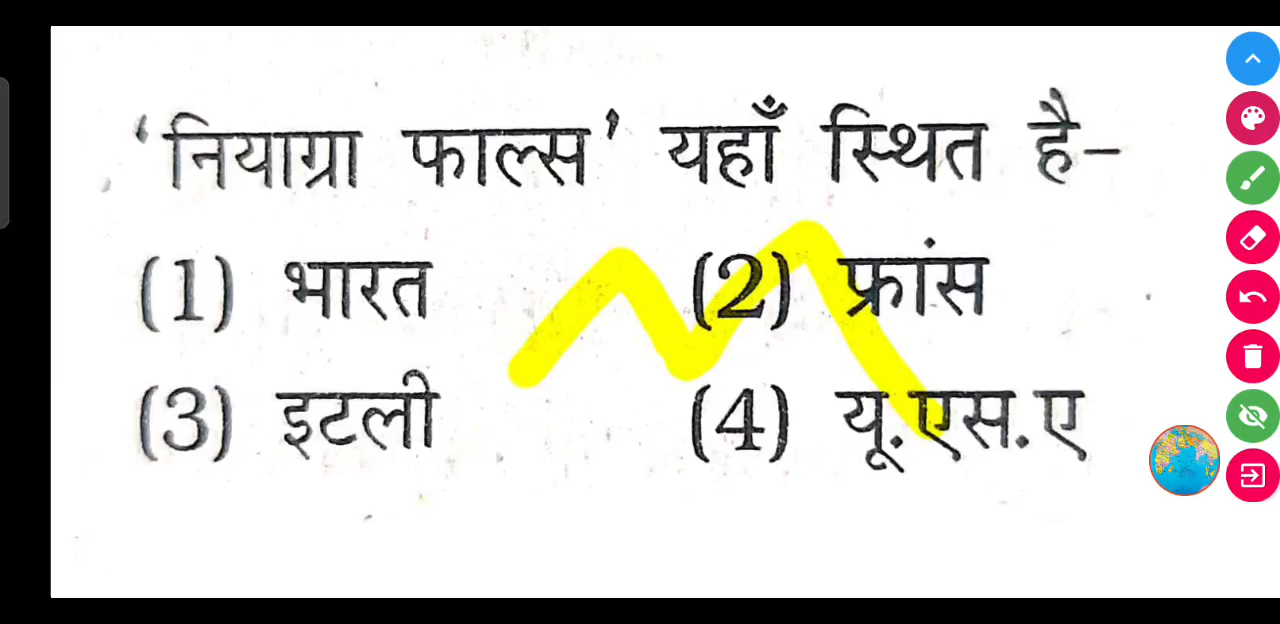 'नियाग्रा फाल्स' यहाँ स्थित है-
(1) भारत (2) फ्रांस
(3) इटली (4) यू.एस.ए